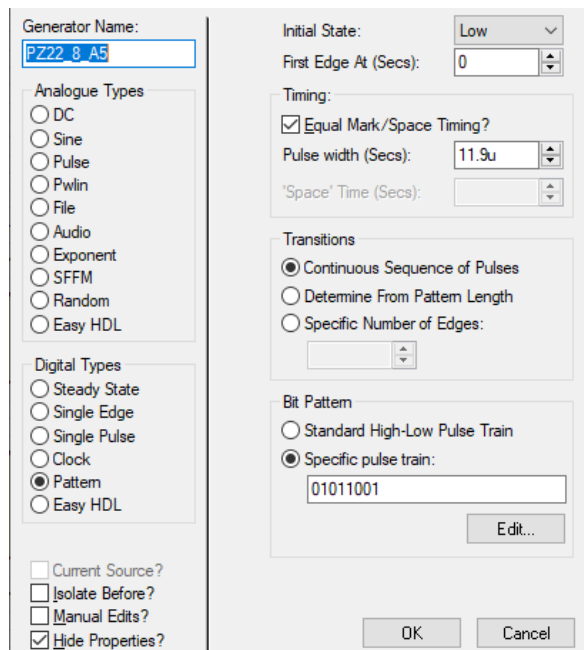 Generator Name:
PZ22_8_A5
Analogue Types
DC
Sine
Pulse
Pwlin
File
Audio
Exponent
SFFM
Random
Easy HDL
Digital Types
Steady State
Single Edge
Single Pulse
Clock
Pattern
Easy HDL
Current Source?
Isolate Before?
Manual Edits?
Hide Properties?
Initial State:
Low
First Edge At (Secs):
0
Timing:
Equal Mark/Space Timing?
Pulse width (Secs):
11.9u
'Space' Time (Secs):
Transitions
Continuous Sequence of Pulses
Determine From Pattern Length
Specific Number of Edges:
Bit Pattern
Standard High-Low Pulse Train
Specific pulse train:
01011001
Edit...
OK
Cancel